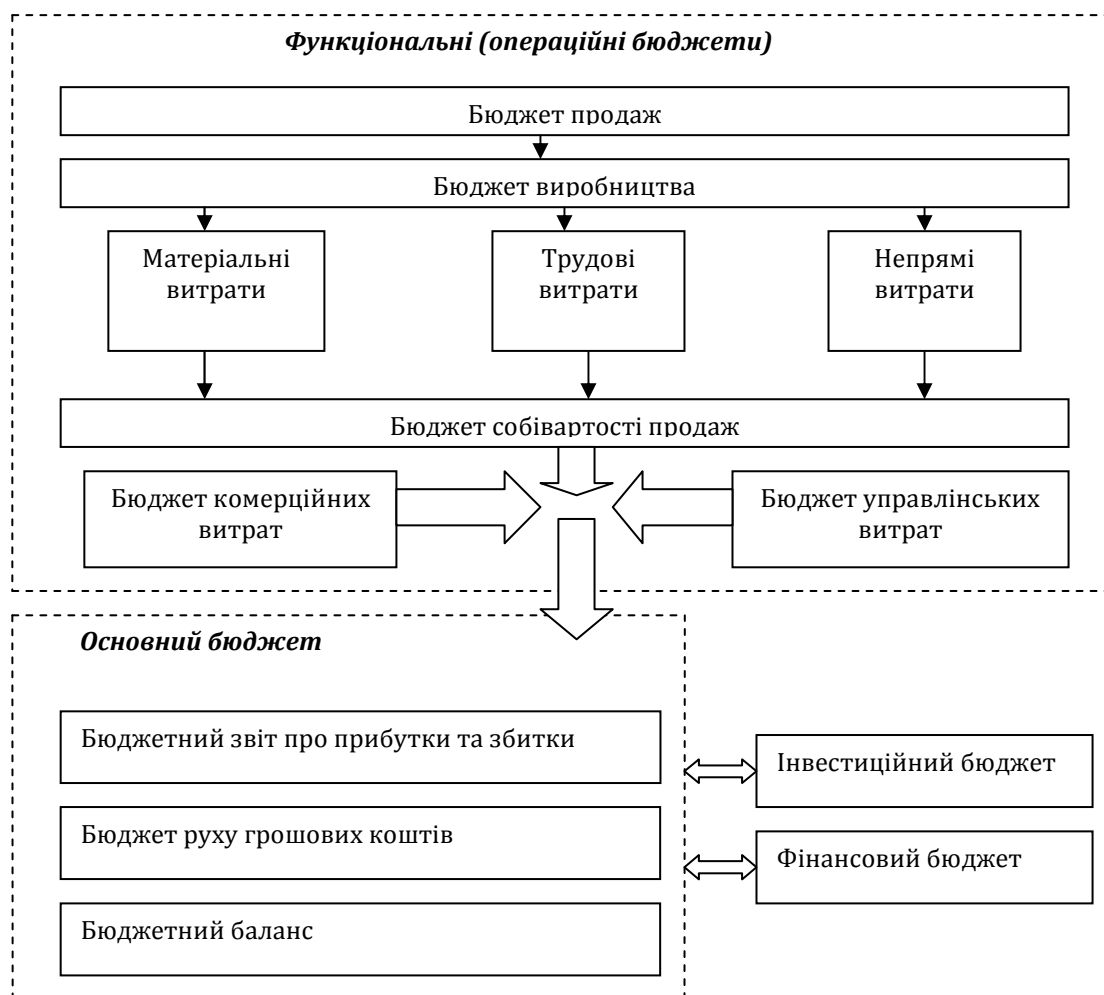 Функціональні (операційні бюджети)
Бюджет продаж
Бюджет виробництва
Матеріальні
витрати
Трудові
витрати
Непрямі
витрати
Бюджет собівартості продаж
Бюджет комерційних
витрат
Бюджет управлінських
витрат
Основний бюджет
Бюджетний звіт про прибутки та збитки
Інвестиційний бюджет
Бюджет руху грошових коштів
Фінансовий бюджет
Бюджетний баланс